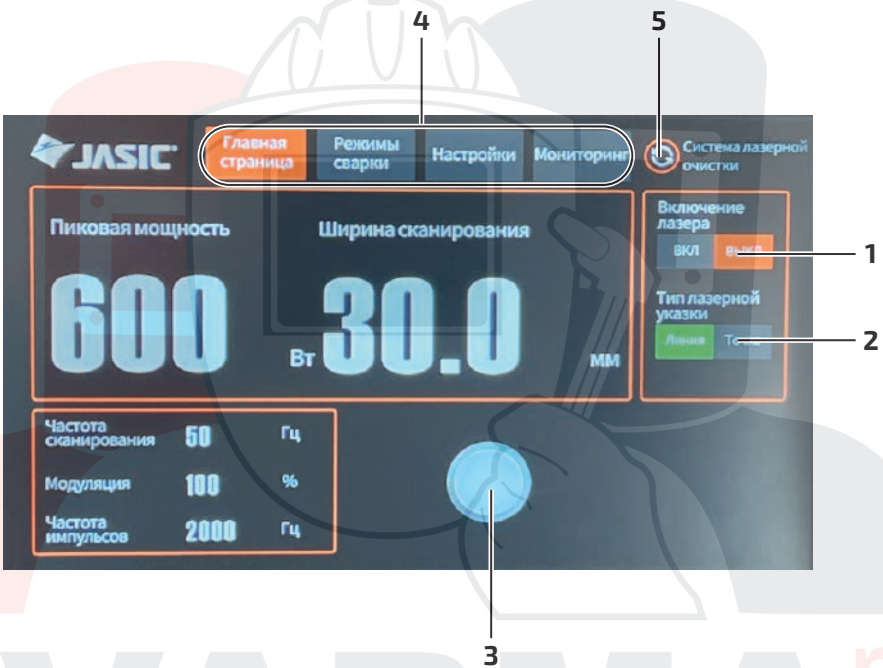 4
5
JASIC
Главная
страница
Режимы
сварки
Настройки
Мониторинг
Система лазерной
очистки
Пиковая мощность
600
Вт
Ширина сканирования
30.0
мм
Включение
лазера
ВКЛ
ВЫКЛ
1
Тип лазерной
указки
Линия
2
Частота
сканирования
50
Гц
Модуляция
100
%
Частота
импульсов
2000
Гц
3